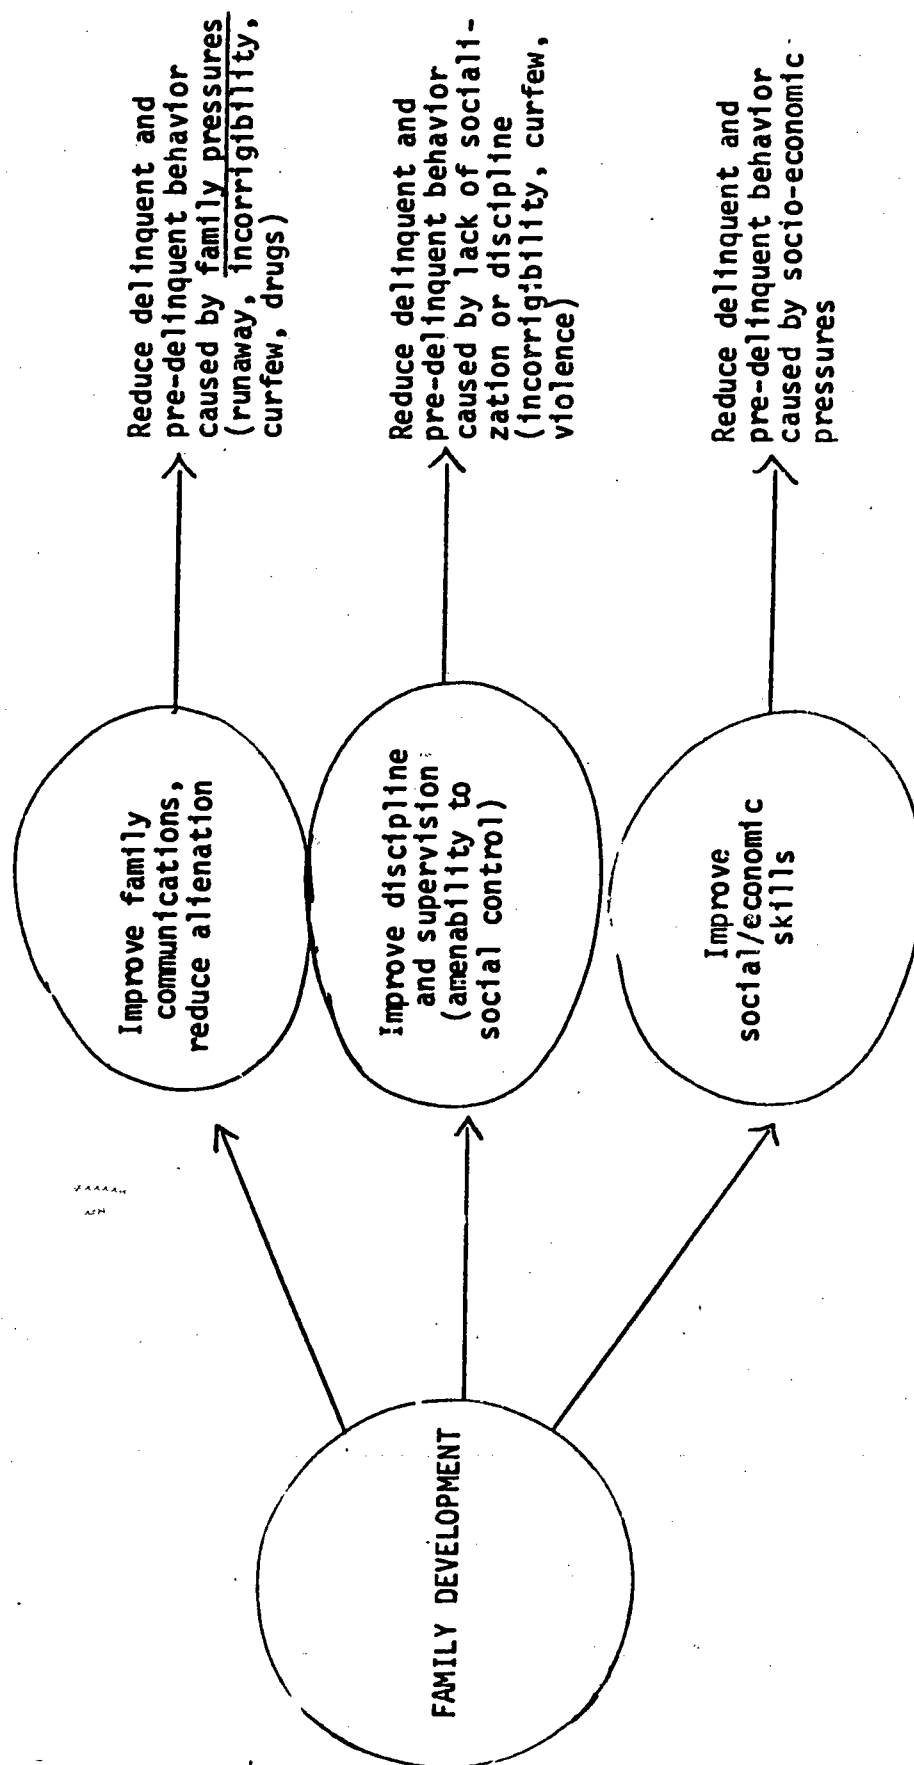 FAMILY DEVELOPMENT
Improve family
communications,
reduce alienation
Improve discipline
and supervision
(amenability to
social control)
Improve
social/economic
skills
Reduce delinquent and
pre-delinquent behavior
caused by family pressures
(runaway, incorrigibility,
curfew, drugs)
Reduce delinquent and
pre-delinquent behavior
caused by lack of sociali-
zation or discipline
(incorrigibility, curfew,
violence)
Reduce delinquent and
pre-delinquent behavior
caused by socio-economic
pressures